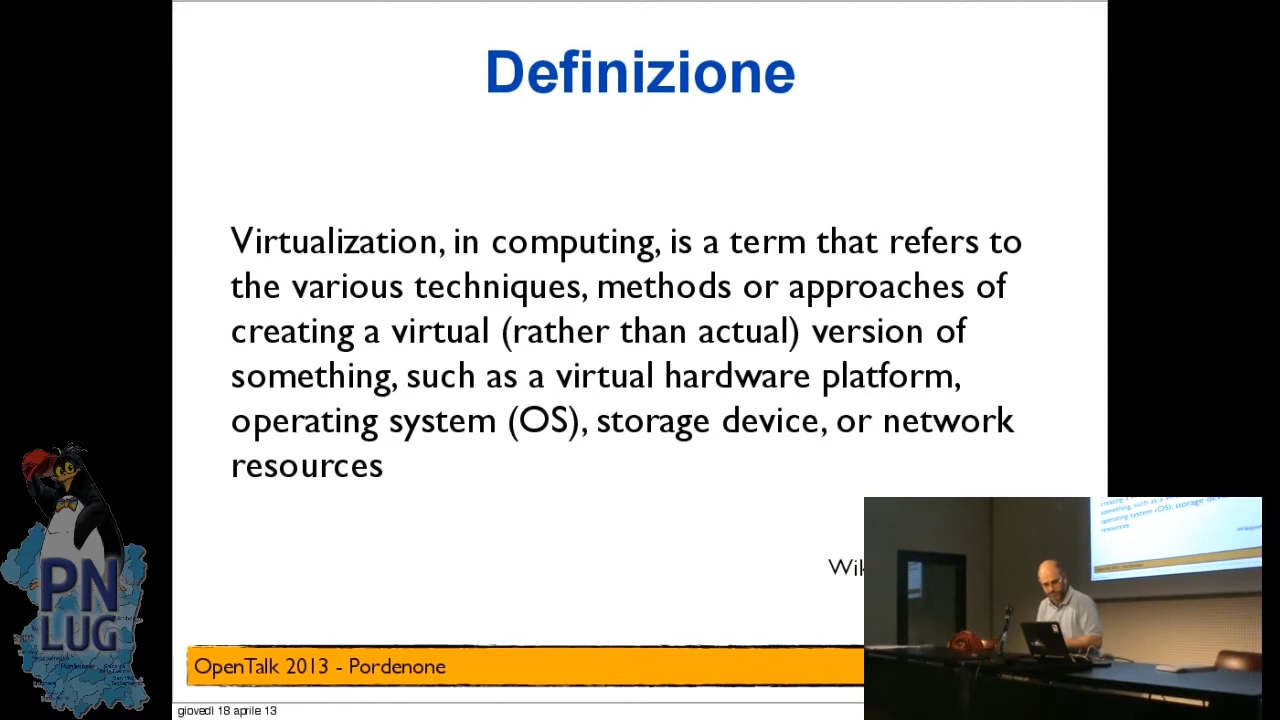 Definizione
Virtualization, in computing, is a term that refers to
the various techniques, methods or approaches of
creating a virtual (rather than actual) version of
something, such as a virtual hardware platform,
operating system (OS), storage device, or network
resources
OpenTalk 2013 - Pordenone
giovedì 18 aprile 13
PN
LUG